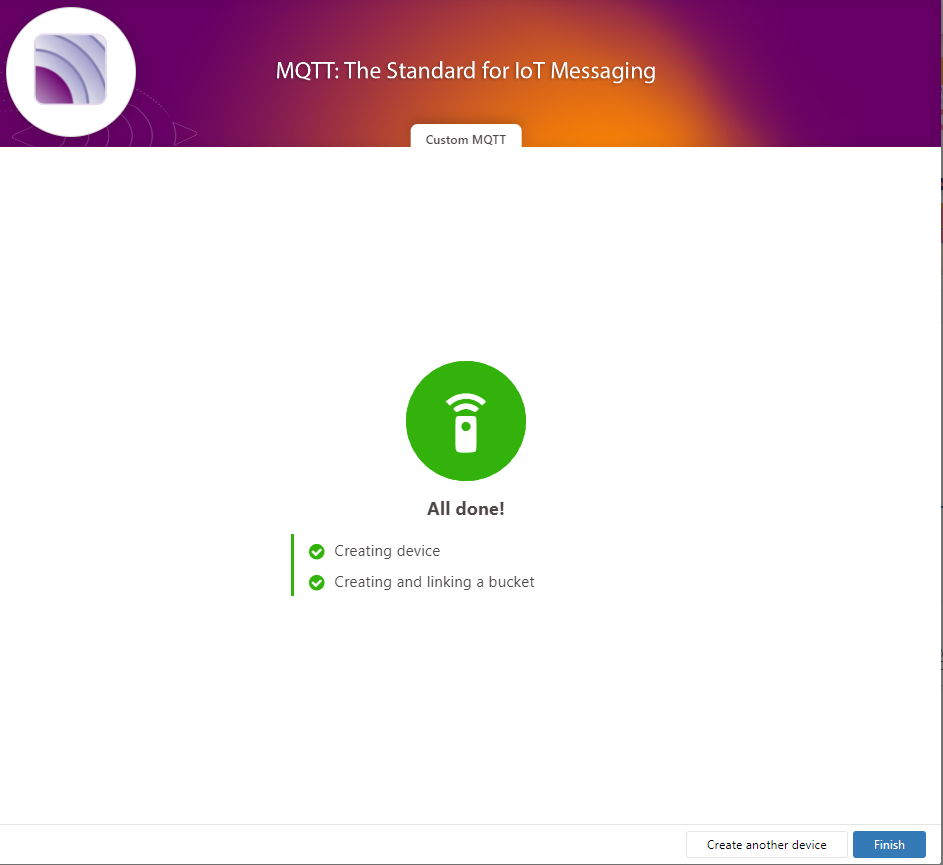 MQTT: The Standard for IoT Messaging
Custom MQTT
All done!
Creating device
Creating and linking a bucket
Create another device
Finish